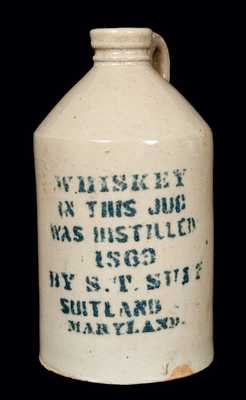 WHISKEY
IN THIS JUG
WAS DISTILLED
1869
BY S.T. SUIT
SUITLAND
MARYLAND.